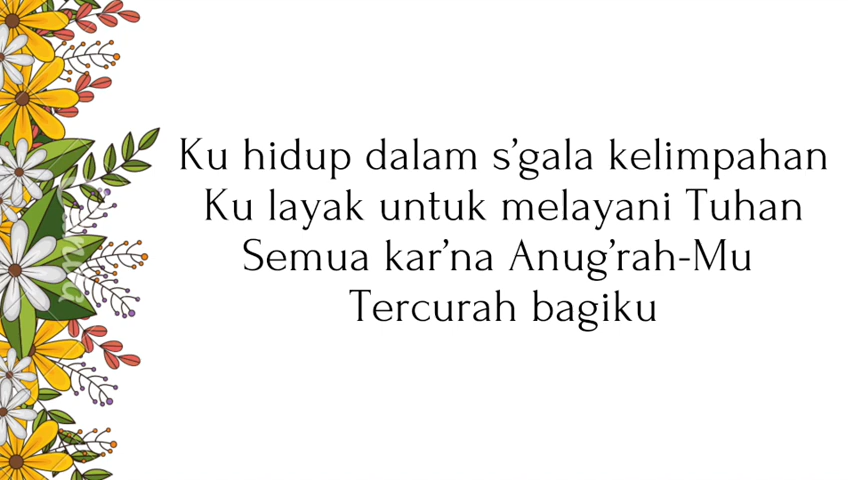 Ku hidup dalam s’gala kelimpahan
Ku layak untuk melayani Tuhan
Semua kar’na Anug’rah-Mu
Tercurah bagiku